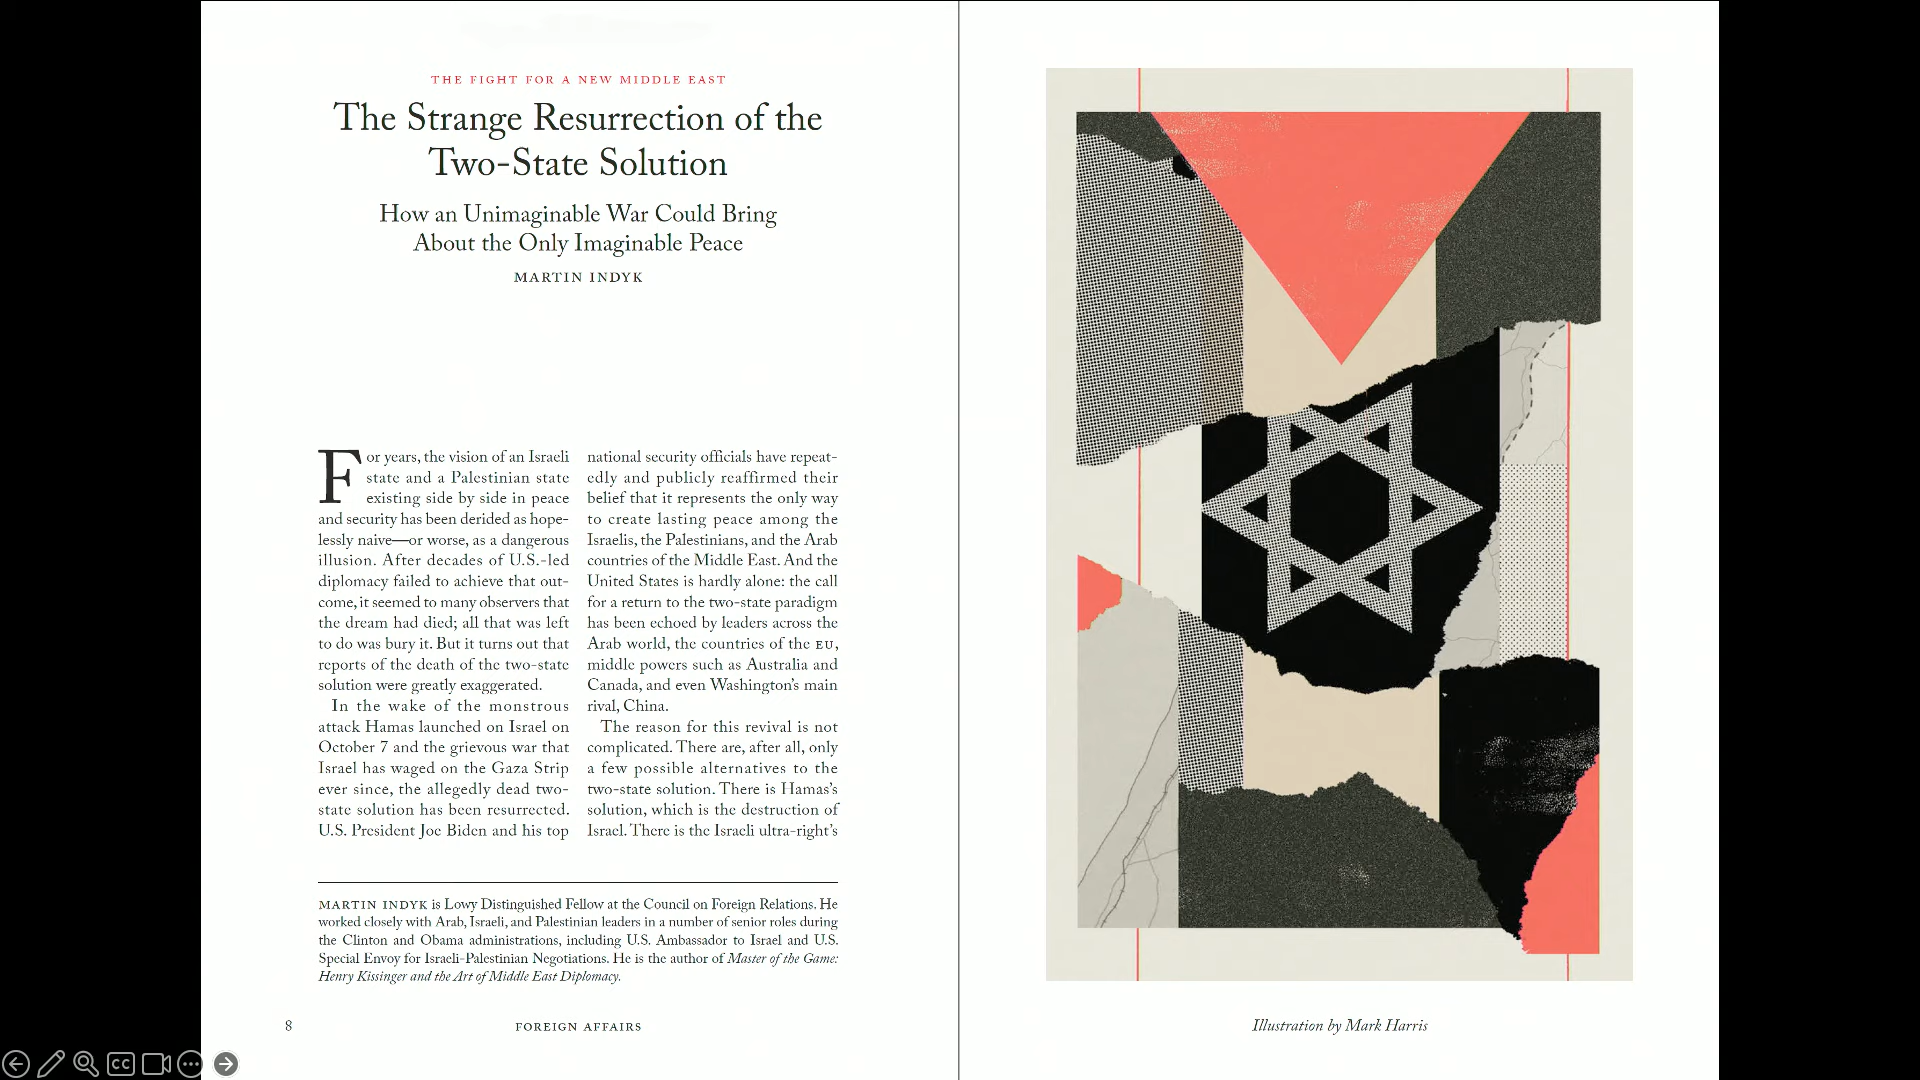 THE FIGHT FOR A NEW MIDDLE EAST
The Strange Resurrection of the
Two-State Solution
How an Unimaginable War Could Bring
About the Only Imaginable Peace
MARTIN INDYK
For years, the vision of an Israeli
state and a Palestinian state
existing side by side in peace
and security has been derided as hope-
lessly naive—or worse, as a dangerous
illusion. After decades of U.S.-led
diplomacy failed to achieve that out-
come, it seemed to many observers that
the dream had died; all that was left
to do was bury it. But it turns out that
reports of the death of the two-state
solution were greatly exaggerated.
In the wake of the monstrous
attack Hamas launched on Israel on
October 7 and the grievous war that
Israel has waged on the Gaza Strip
ever since, the allegedly dead two-
state solution has been resurrected.
U.S. President Joe Biden and his top
national security officials have repeat-
edly and publicly reaffirmed their
belief that it represents the only way
to create lasting peace among the
Israelis, the Palestinians, and the Arab
countries of the Middle East. And the
United States is hardly alone: the call
for a return to the two-state paradigm
has been echoed by leaders across the
Arab world, the countries of the EU,
middle powers such as Australia and
Canada, and even Washington's main
rival, China.
The reason for this revival is not
complicated. There are, after all, only
a few possible alternatives to the
two-state solution. There is Hamas's
solution, which is the destruction of
Israel. There is the Israeli ultra-right's
MARTIN INDYK is Lowy Distinguished Fellow at the Council on Foreign Relations. He
worked closely with Arab, Israeli, and Palestinian leaders in a number of senior roles during
the Clinton and Obama administrations, including U.S. Ambassador to Israel and U.S.
Special Envoy for Israeli-Palestinian Negotiations. He is the author of Master of the Game:
Henry Kissinger and the Art of Middle East Diplomacy.
8
FOREIGN AFFAIRS
Illustration by Mark Harris
CC